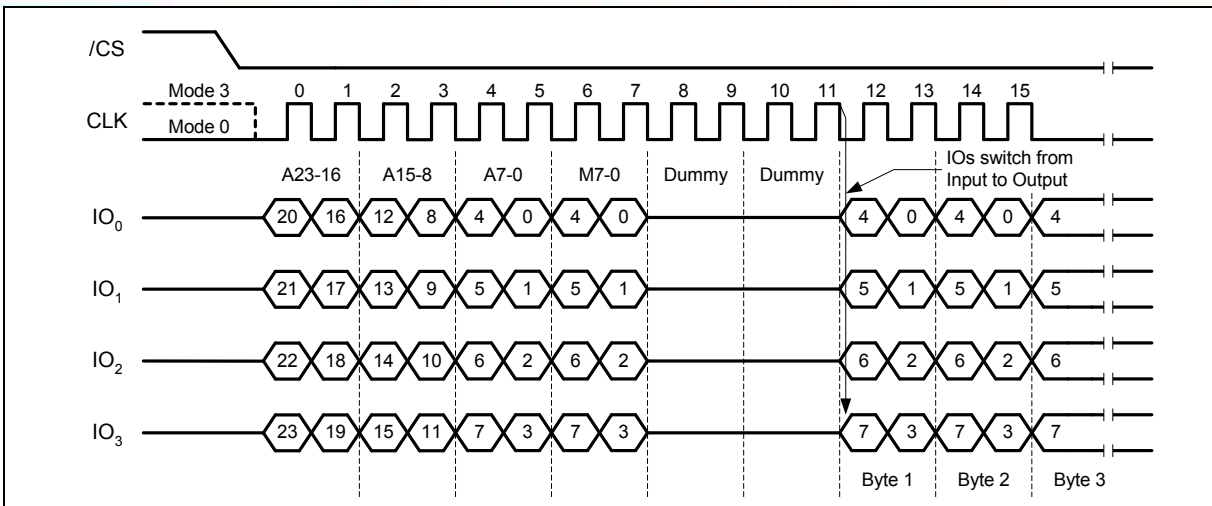 /CS
Mode 3 0 1 2 3 4 5 6 7 8 9 10 11 12 13 14 15
CLK Mode 0
IOs switch from
Input to Output
A23-16 A15-8 A7-0 M7-0 Dummy Dummy
IO0 20 16 12 8 4 0 4 0 4 0 4 0 4
IO1 21 17 13 9 5 1 5 1 5 1 5 1 5
IO2 22 18 14 10 6 2 6 2 6 2 6 2 6
IO3 23 19 15 11 7 3 7 3 7 3 7 3 7
Byte 1 Byte 2 Byte 3